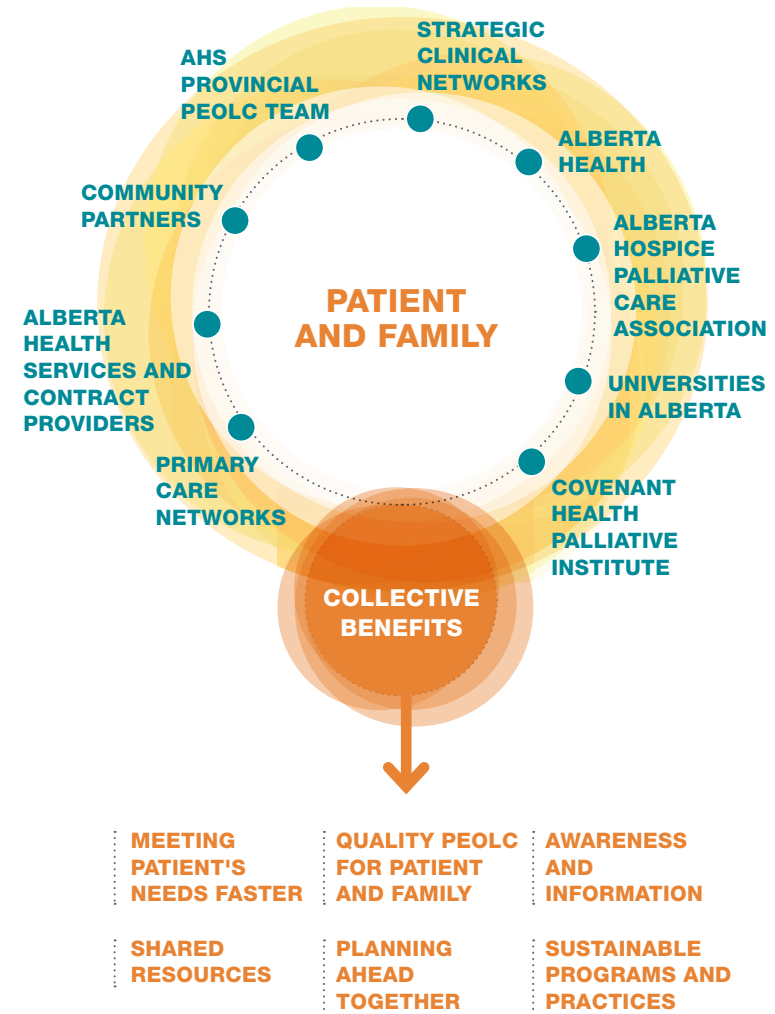 STRATEGIC
CLINICAL
NETWORKS
AHS
PROVINCIAL
PEOLC TEAM
ALBERTA
HEALTH
COMMUNITY
PARTNERS
ALBERTA
HOSPICE
PALLIATIVE
CARE
ASSOCIATION
PATIENT
AND FAMILY
ALBERTA
HEALTH
SERVICES AND
CONTRACT
PROVIDERS
UNIVERSITIES
IN ALBERTA
PRIMARY
CARE
NETWORKS
COVENANT
HEALTH
PALLIATIVE
INSTITUTE
COLLECTIVE
BENEFITS
MEETING
PATIENT'S
NEEDS FASTER
QUALITY PEOLC
FOR PATIENT
AND FAMILY
AWARENESS
AND
INFORMATION
SHARED
RESOURCES
PLANNING
AHEAD
TOGETHER
SUSTAINABLE
PROGRAMS AND
PRACTICES